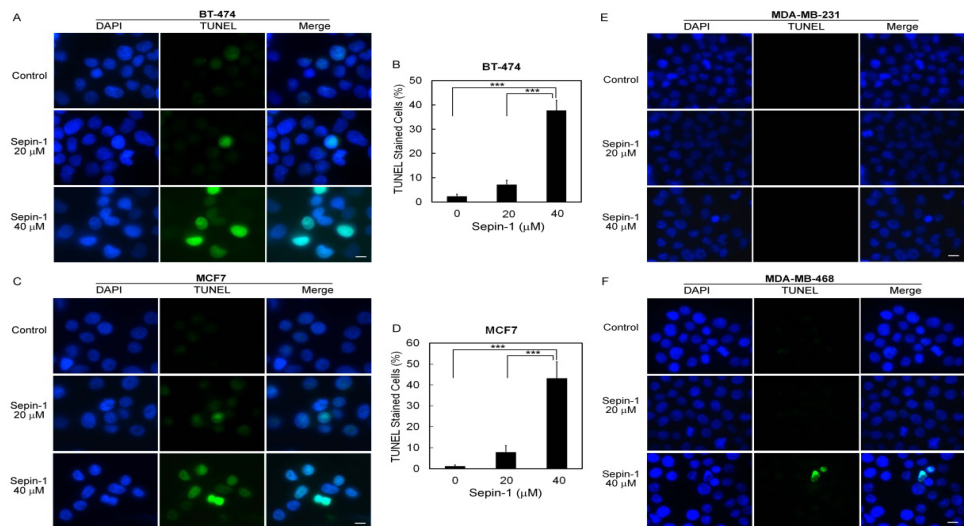 A
BT-474
DAPI TUNEL Merge
Control
Sepin-1
20 μM
Sepin-1
40 μM
B
BT-474
TUNEL Stained Cells (%)
50
40
30
20
10
0
***
***
0 20 40
Sepin-1 (μM)
C
MCF7
DAPI TUNEL Merge
Control
Sepin-1
20 μM
Sepin-1
40 μM
D
MCF7
TUNEL Stained Cells (%)
60
50
40
30
20
10
0
***
***
0 20 40
Sepin-1 (μM)
E
MDA-MB-231
DAPI TUNEL Merge
Control
Sepin-1
20 μM
Sepin-1
40 μM
F
MDA-MB-468
DAPI TUNEL Merge
Control
Sepin-1
20 μM
Sepin-1
40 μM